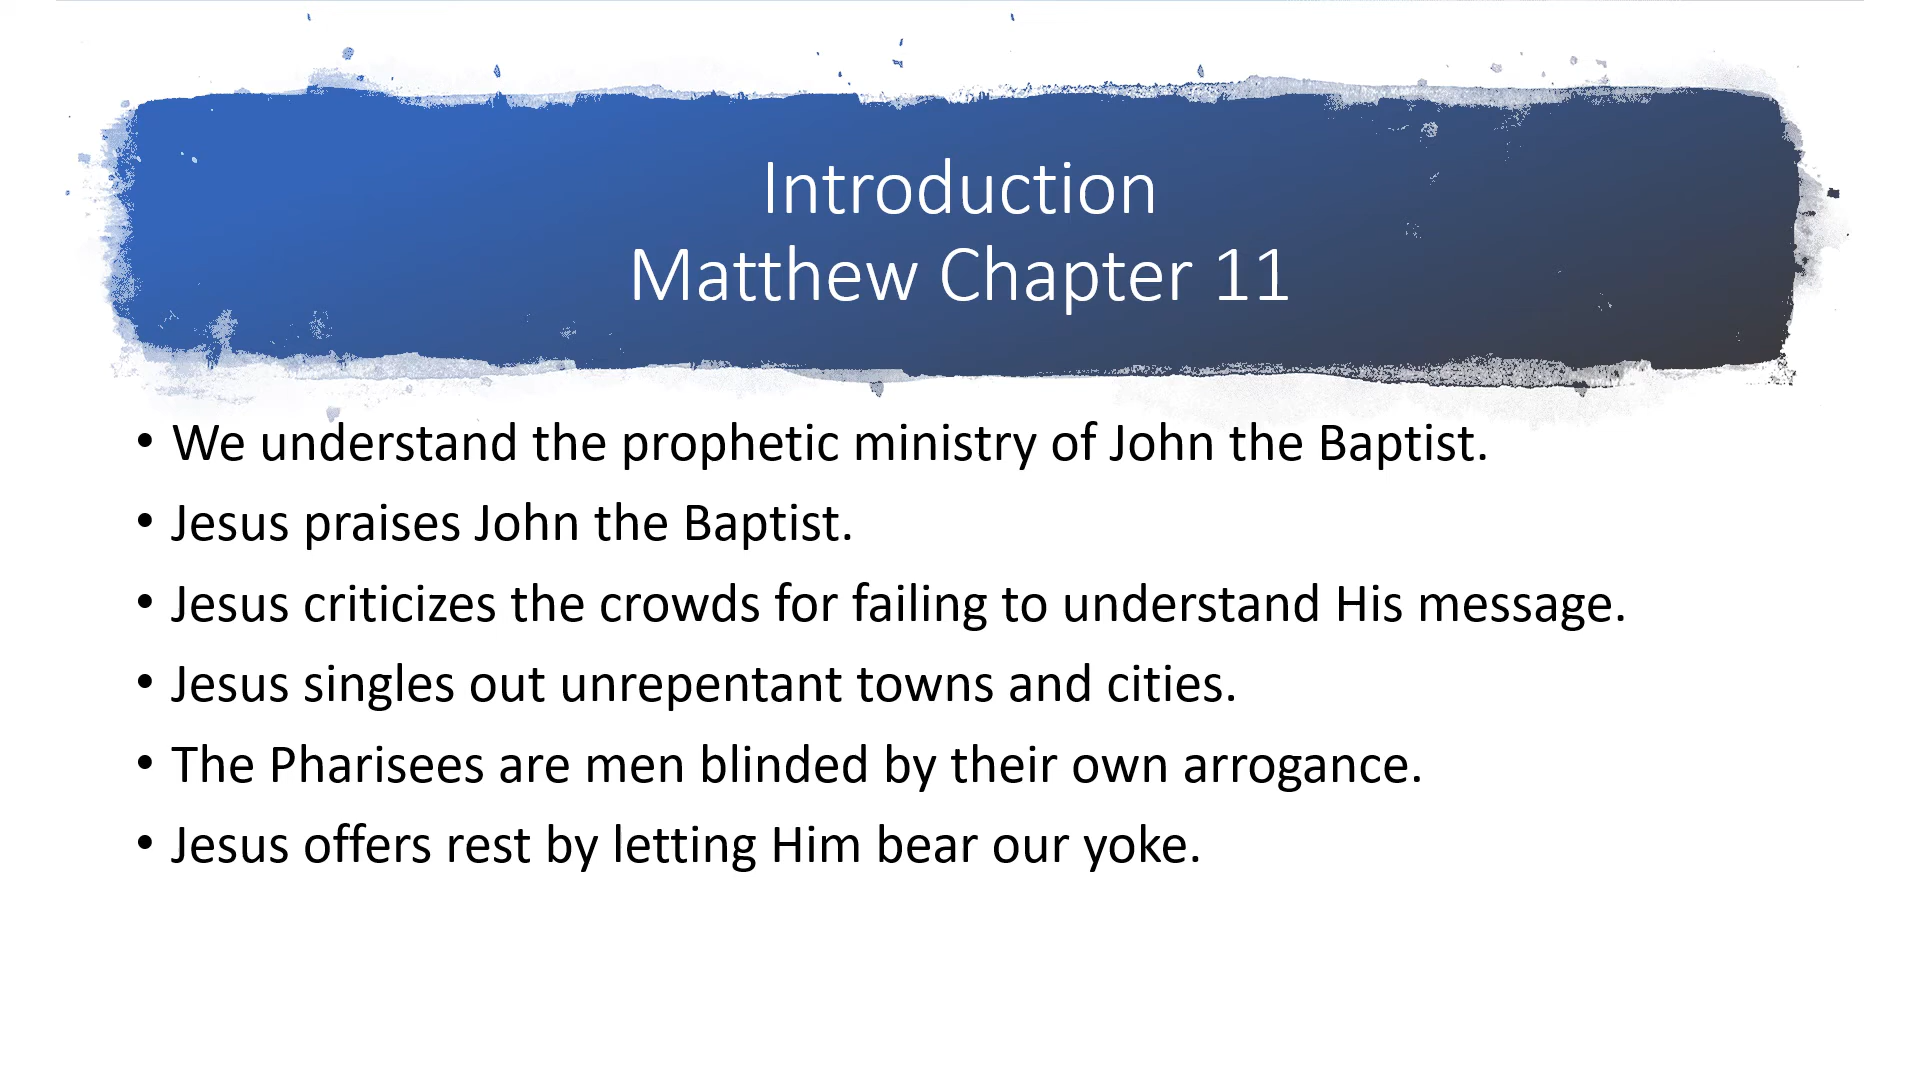 Introduction
Matthew Chapter 11
• We understand the prophetic ministry of John the Baptist.
• Jesus praises John the Baptist.
• Jesus criticizes the crowds for failing to understand His message.
• Jesus singles out unrepentant towns and cities.
• The Pharisees are men blinded by their own arrogance.
• Jesus offers rest by letting Him bear our yoke.